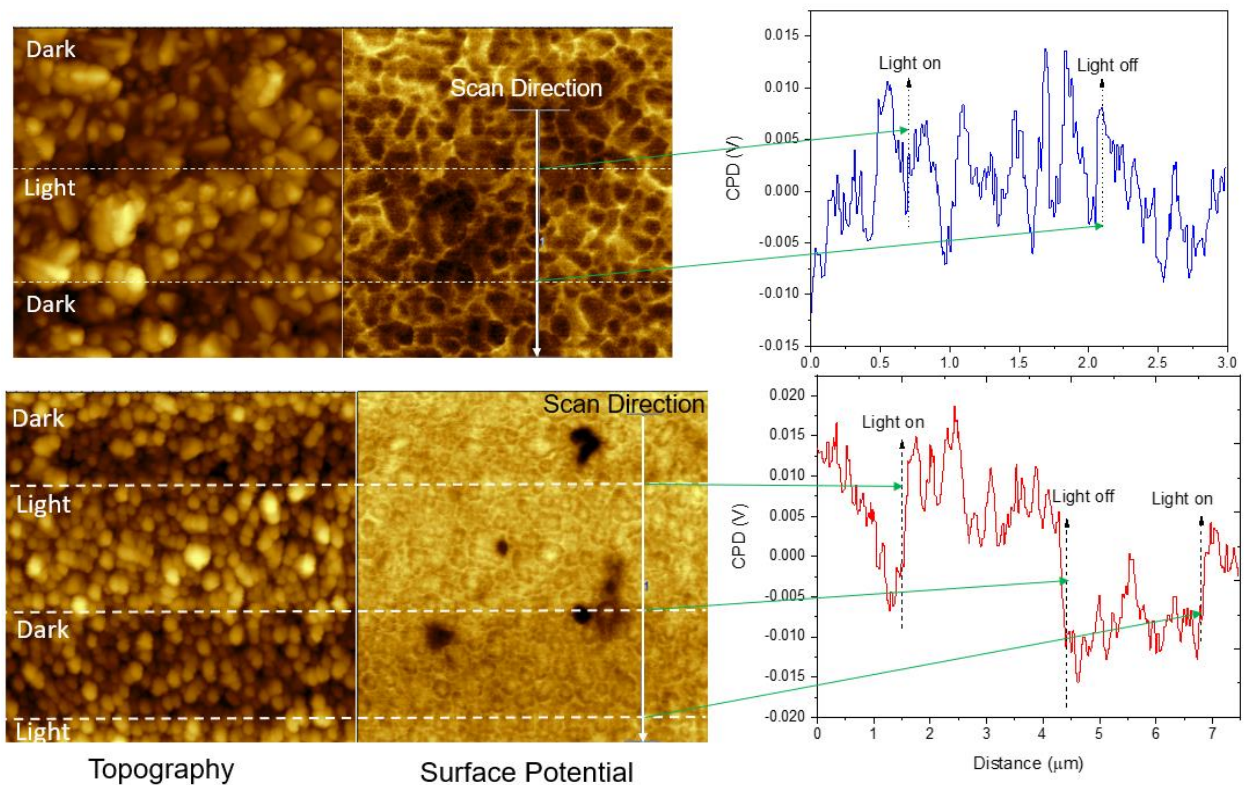 Dark
Scan Direction
Light
Dark
1
CPD (V)
0.015
0.010
0.005
0.000
-0.005
-0.010
-0.015
Light on
Light off
0.0
0.5
1.0
1.5
2.0
2.5
3.0
Dark
Scan Direction
Light
Dark
Light
1
CPD (V)
0.020
0.015
0.010
0.005
0.000
-0.005
-0.010
-0.015
-0.020
Light on
Light off
Light on
0
1
2
3
4
5
6
7
Distance (μm)
Topography
Surface Potential